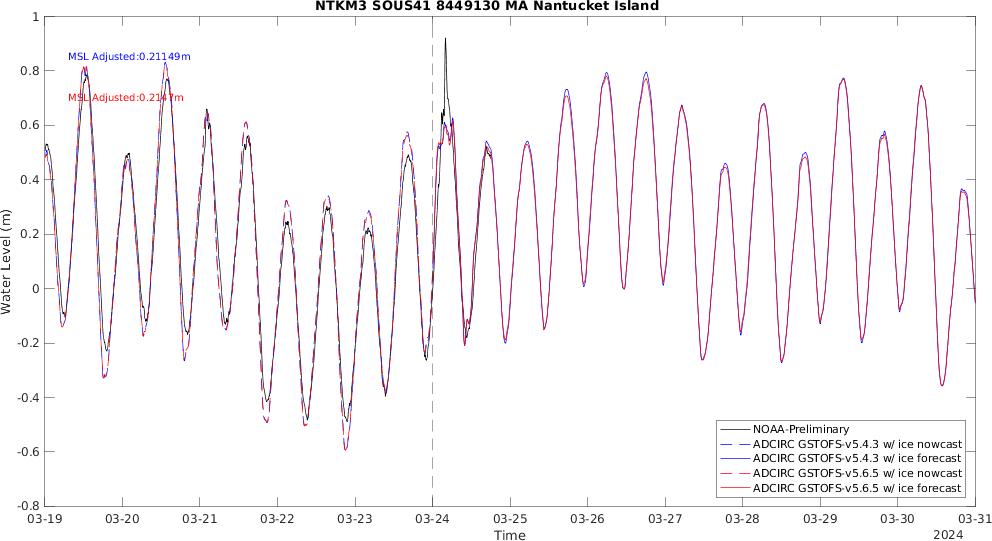 NTKM3 SOUS41 8449130 MA Nantucket Island
MSL Adjusted:0.21149m
MSL Adjusted:0.2147m
Water Level (m)
1
0.8
0.6
0.4
0.2
0
-0.2
-0.4
-0.6
-0.8
NOAA-Preliminary
ADCIRC GSTOFS-v5.4.3 w/ ice nowcast
ADCIRC GSTOFS-v5.4.3 w/ ice forecast
ADCIRC GSTOFS-v5.6.5 w/ ice nowcast
ADCIRC GSTOFS-v5.6.5 w/ ice forecast
03-19 03-20 03-21 03-22 03-23 03-24 03-25 03-26 03-27 03-28 03-29 03-30 03-31
Time
2024